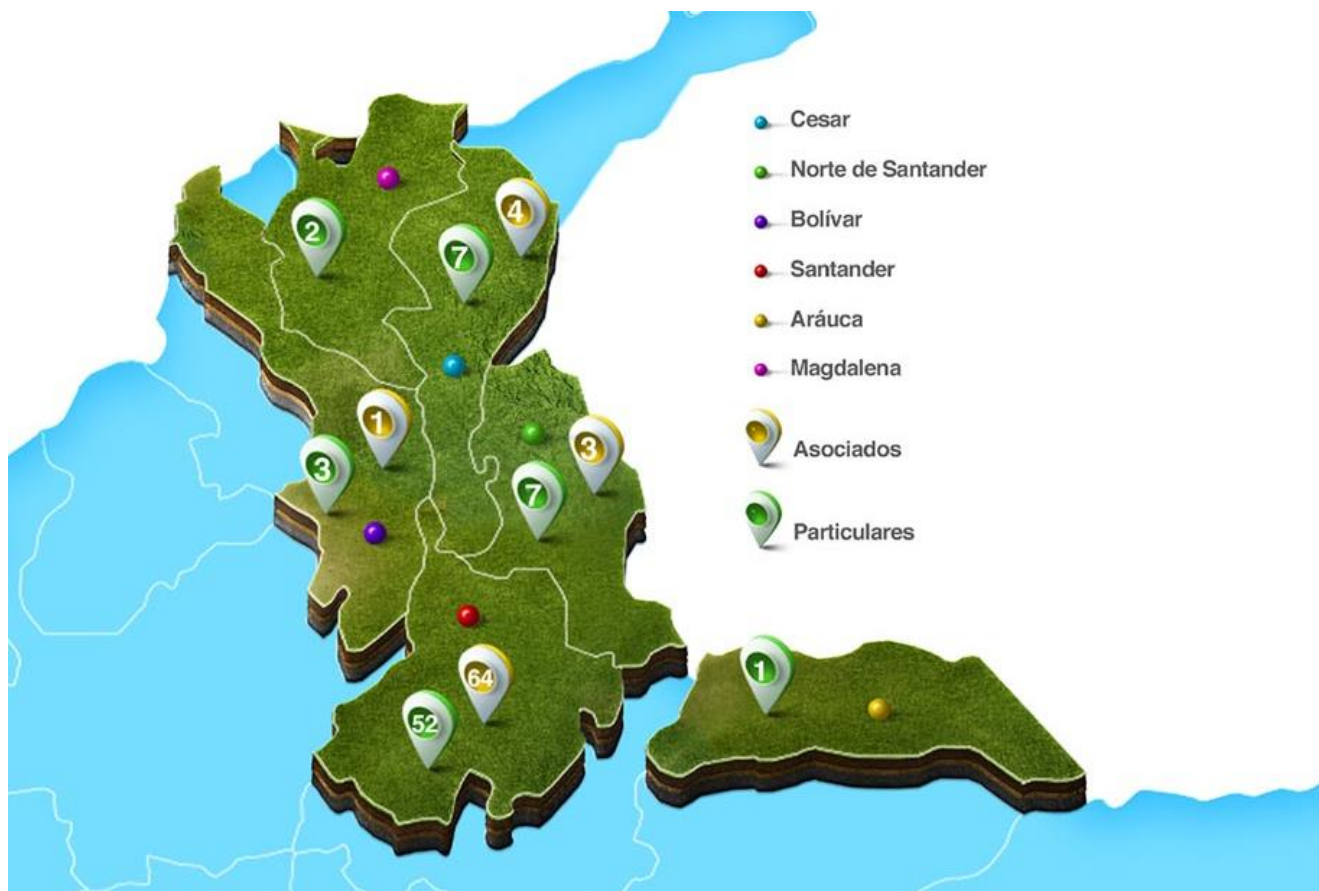 Cesar
Norte de Santander
Bolívar
Santander
Aráuca
Magdalena
Asociados
Particulares
4
2
7
1
3
3
7
64
1
52